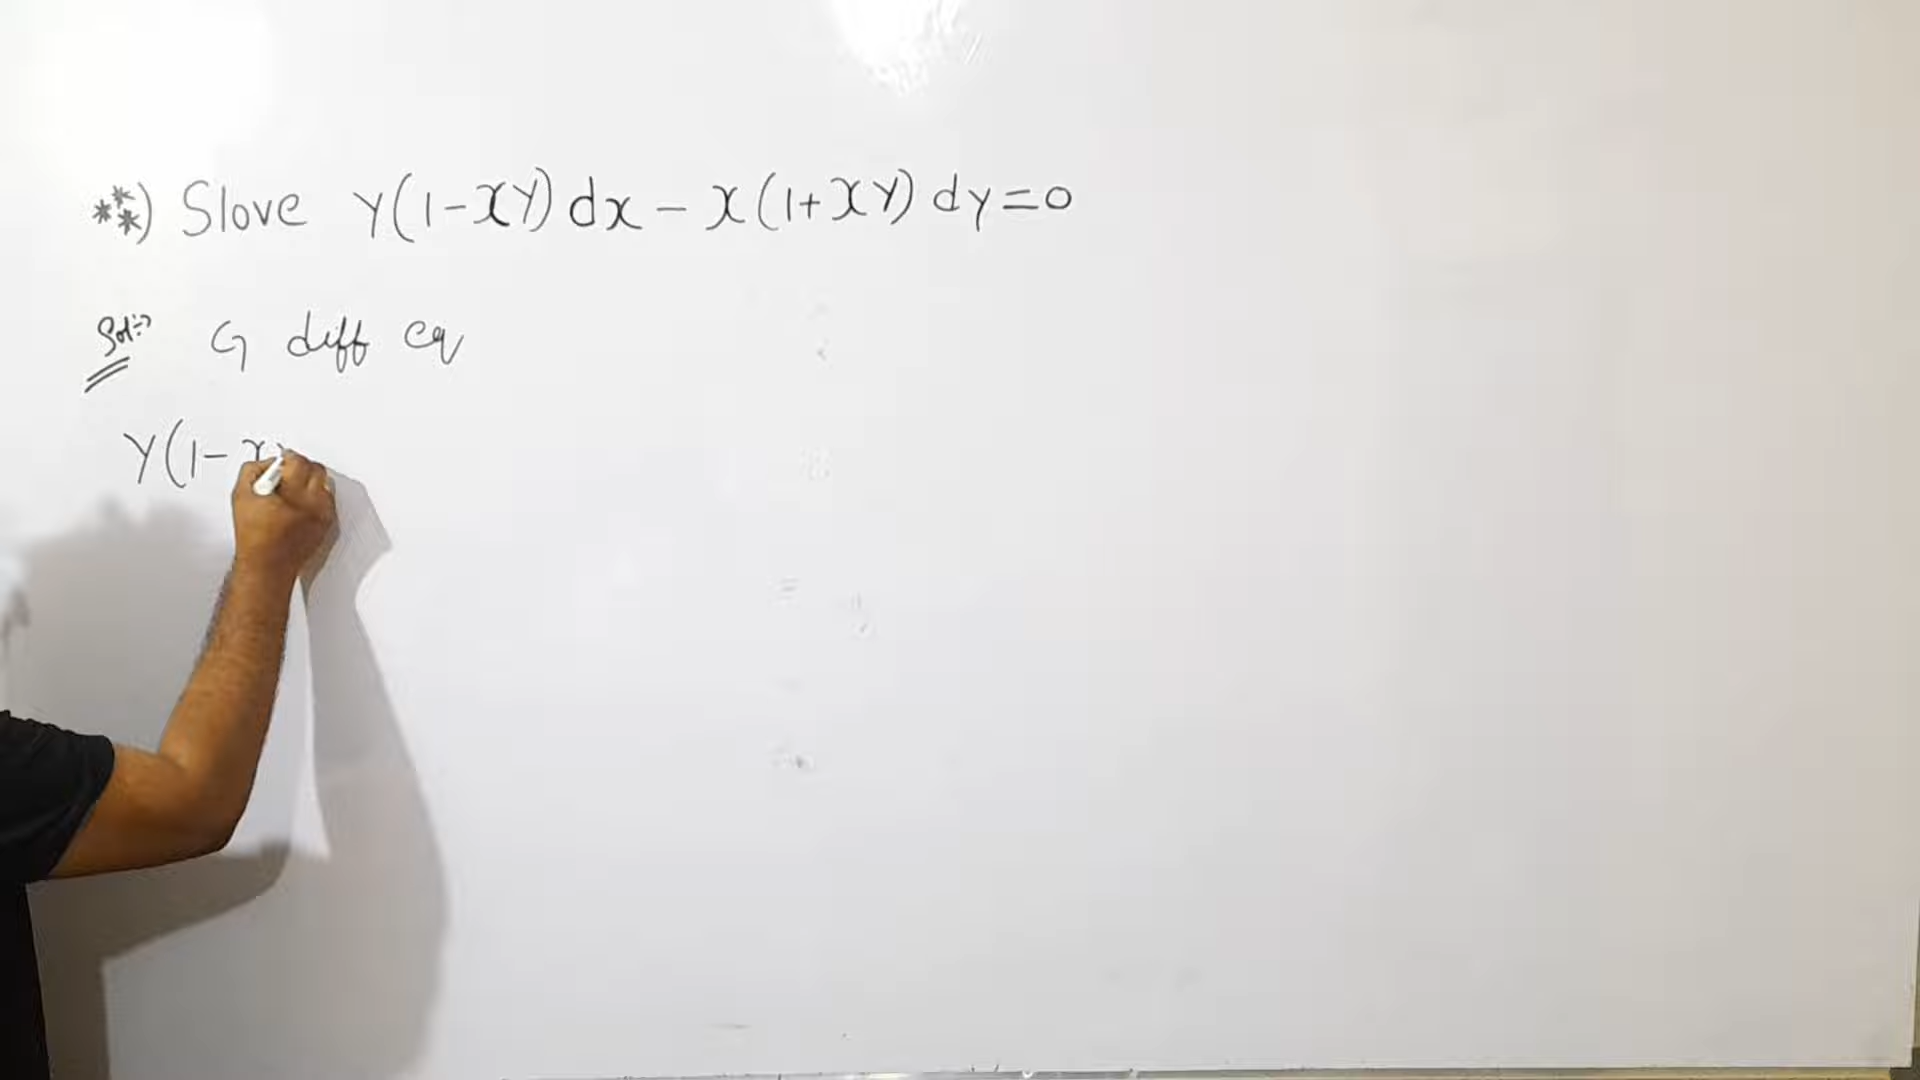 **) Slove y(1-xy)dx-x(1+xy)dy=0
Sol:-> G diff eq
y(1-x